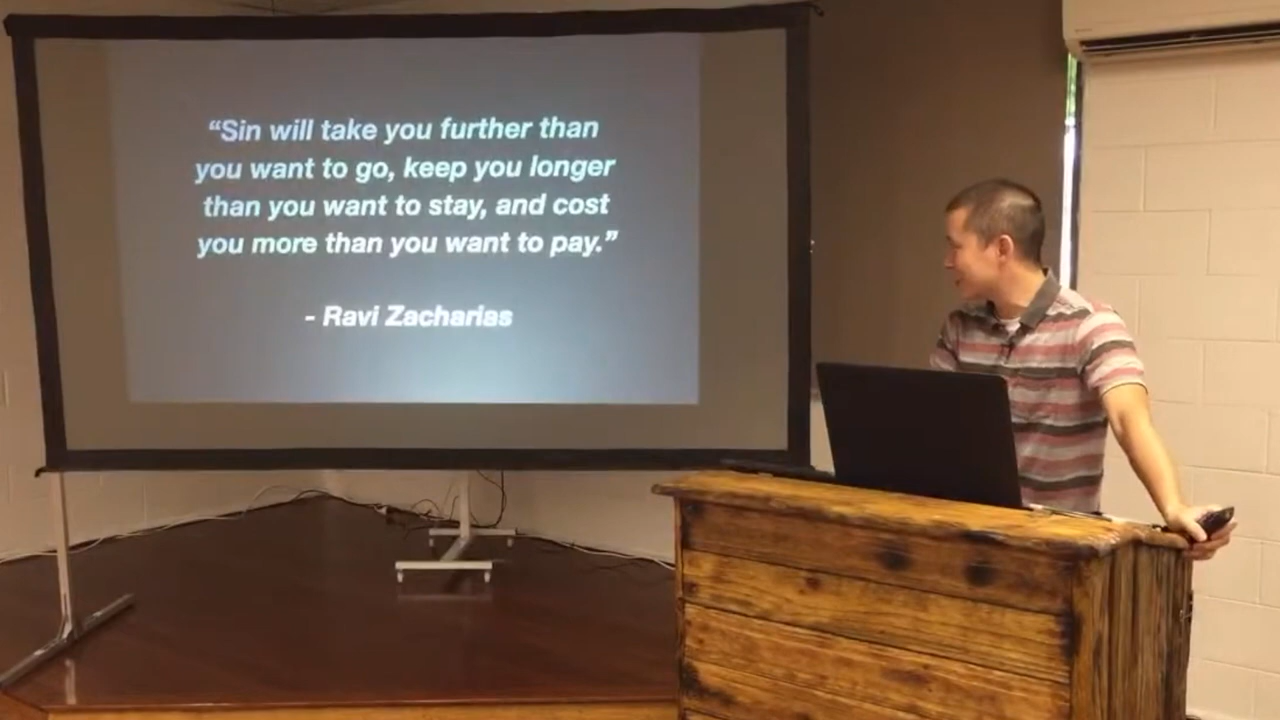 “Sin will take you further than
you want to go, keep you longer
than you want to stay, and cost
you more than you want to pay.”
- Ravi Zacharias